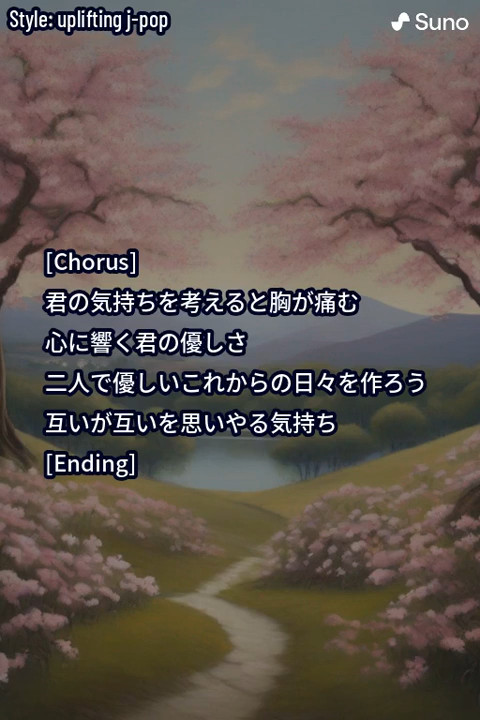 Style: uplifting j-pop
Suno
[Chorus]
君の気持ちを考えると胸が痛む
心に響く君の優しさ
二人で優しいこれからの日々を作ろう
互いが互いを思いやる気持ち
[Ending]